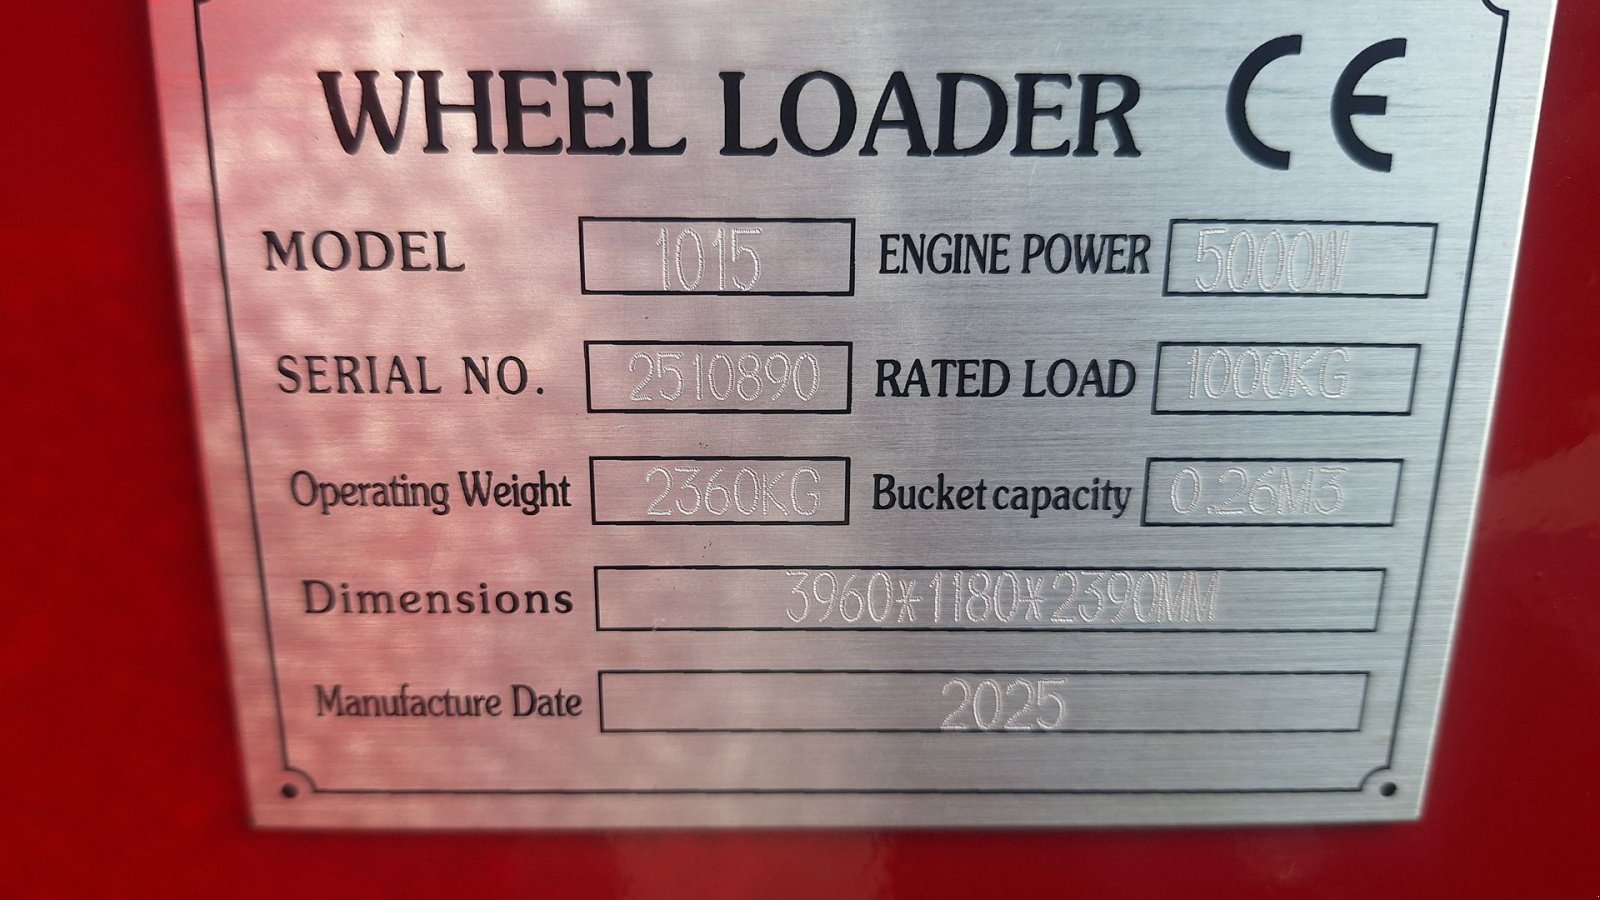 WHEEL LOADER CE
MODEL 1015 ENGINE POWER 5000W
SERIAL NO. 2510890 RATED LOAD 1000KG
Operating Weight 2360KG Bucket capacity 0.26M3
Dimensions 3960*1180*2390MM
Manufacture Date 2025